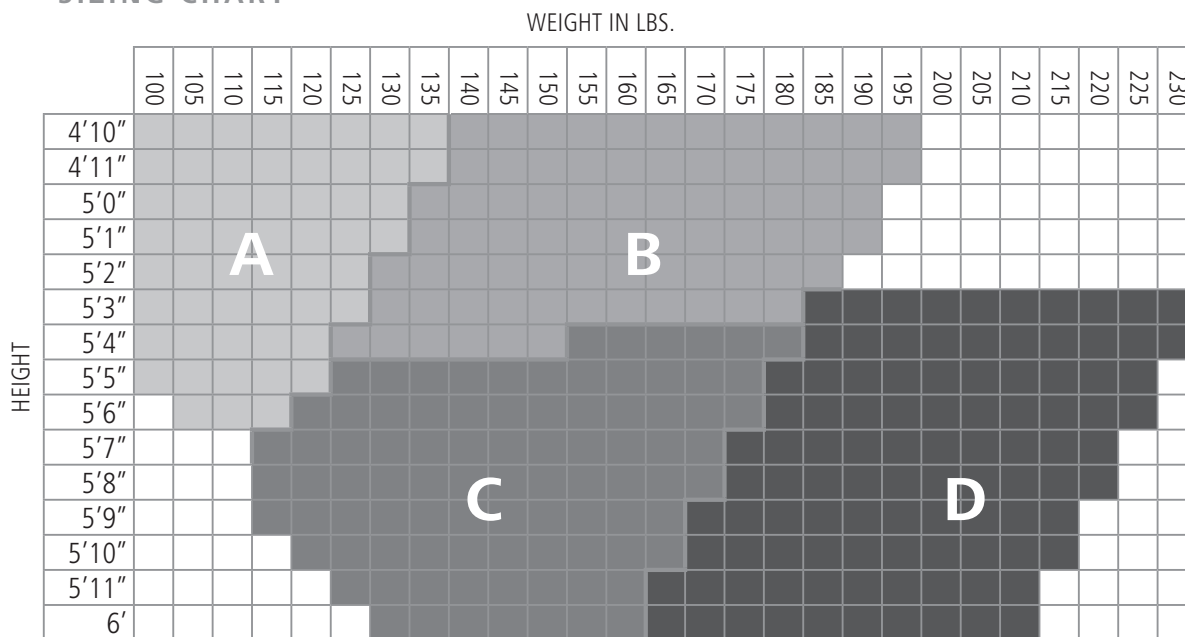 SIZING CHART
WEIGHT IN LBS.
100 105 110 115 120 125 130 135 140 145 150 155 160 165 170 175 180 185 190 195 200 205 210 215 220 225 230
HEIGHT
4’10”
4’11”
5’0”
5’1”
5’2”
5’3”
5’4”
5’5”
5’6”
5’7”
5’8”
5’9”
5’10”
5’11”
6’
A
B
C
D